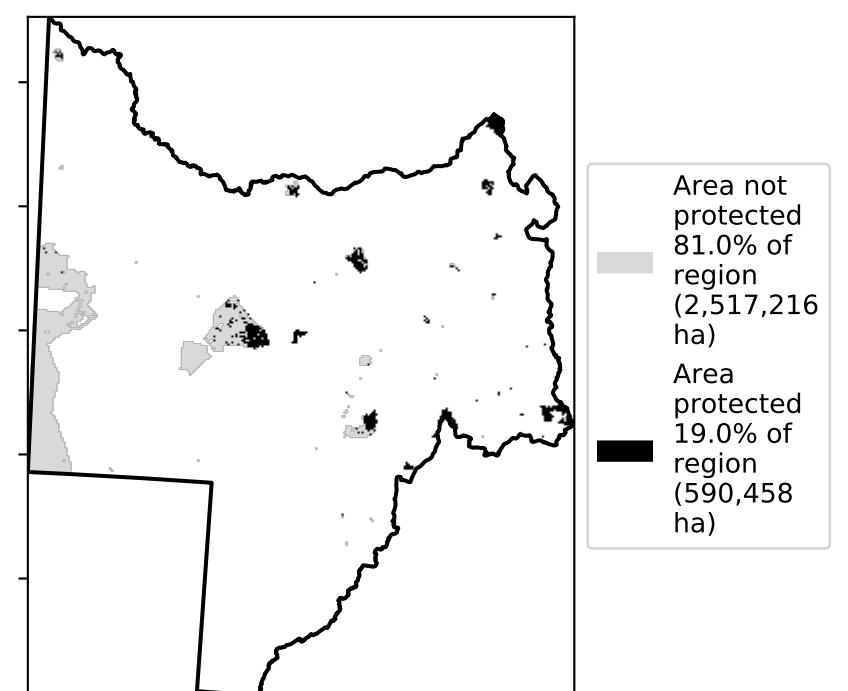 Area not
protected
81.0% of
region
(2,517,216
ha)
Area
protected
19.0% of
region
(590,458
ha)